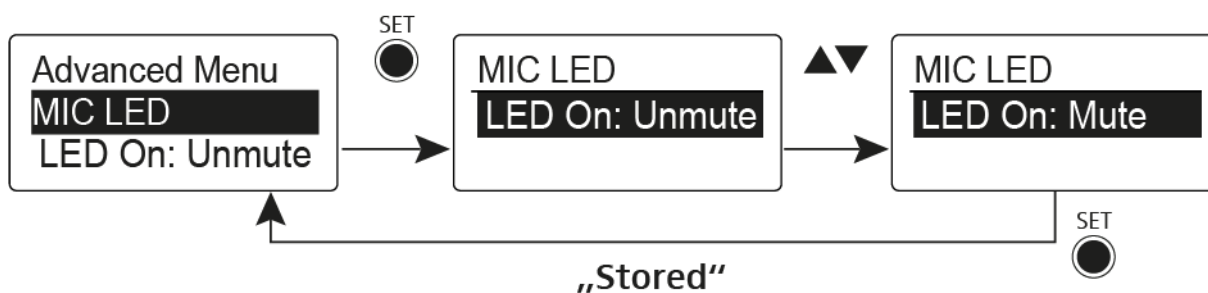 SET
Advanced Menu
MIC LED
LED On: Unmute
MIC LED
LED On: Unmute
MIC LED
LED On: Mute
SET
„Stored“